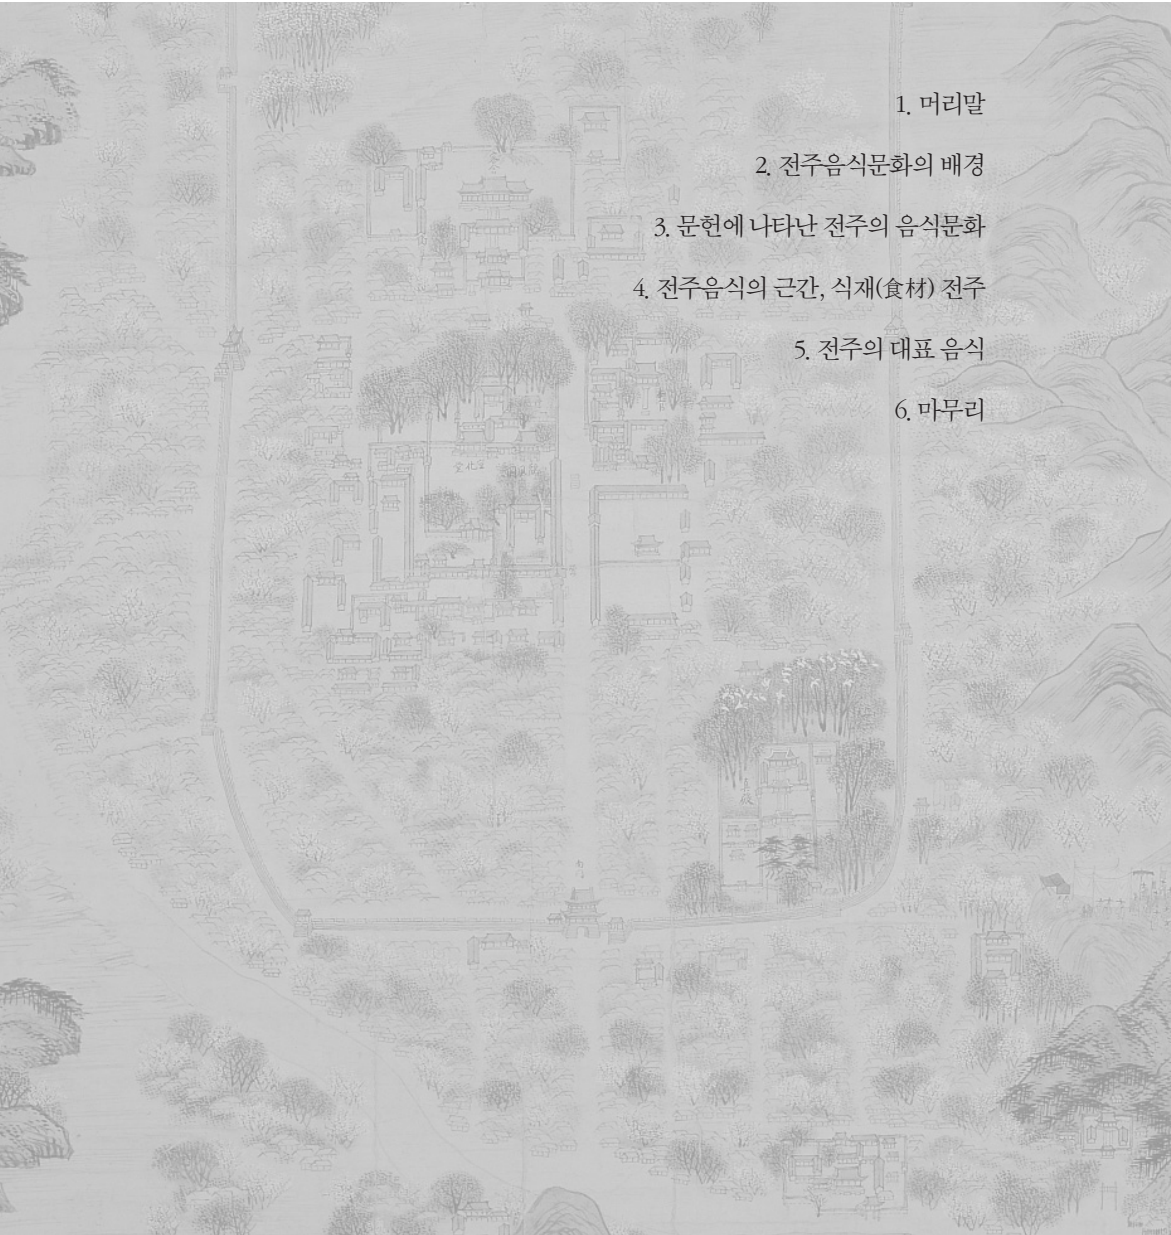 1. 머리말
2. 전주음식문화의 배경
3. 문헌에 나타난 전주의 음식문화
4. 전주음식의 근간, 식재(食材) 전주
5. 전주의 대표 음식
6. 마무리